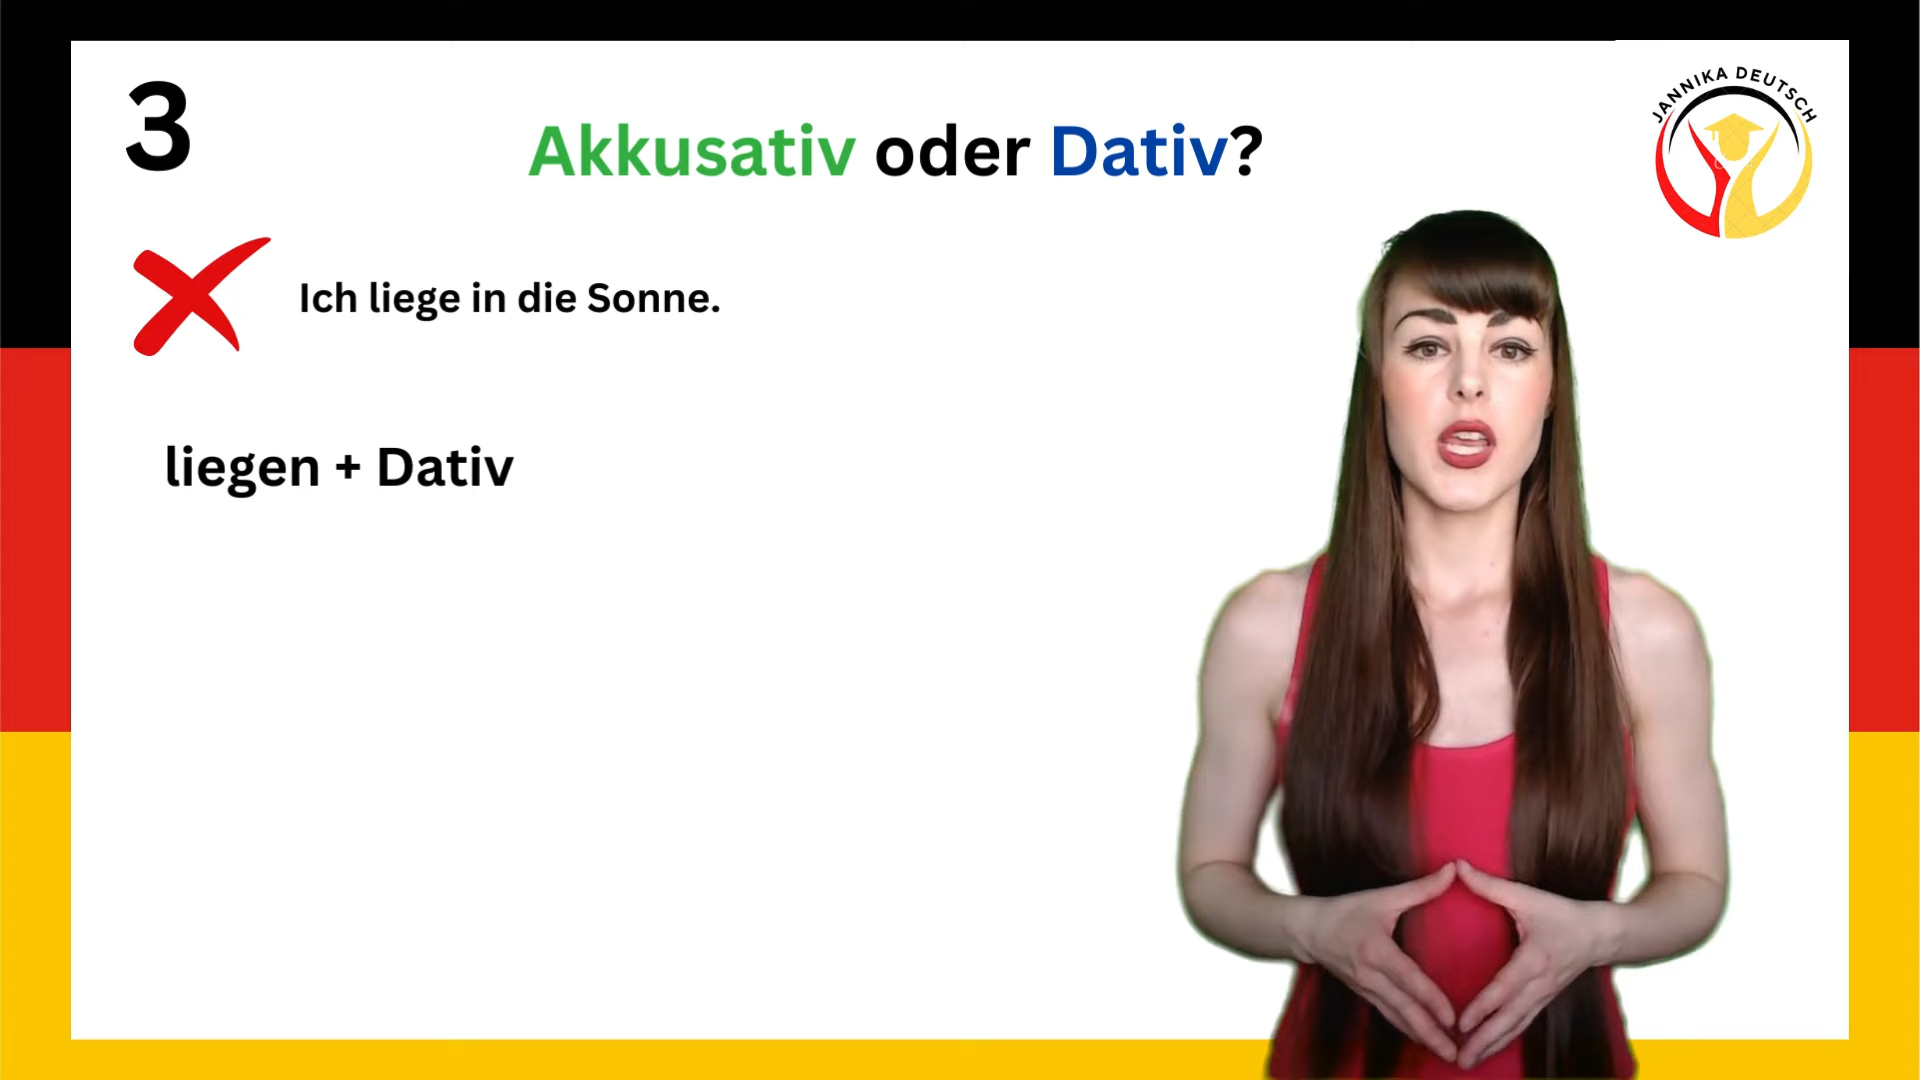 3
Akkusativ oder Dativ?
JANNIKA DEUTSCH
Ich liege in die Sonne.
liegen + Dativ